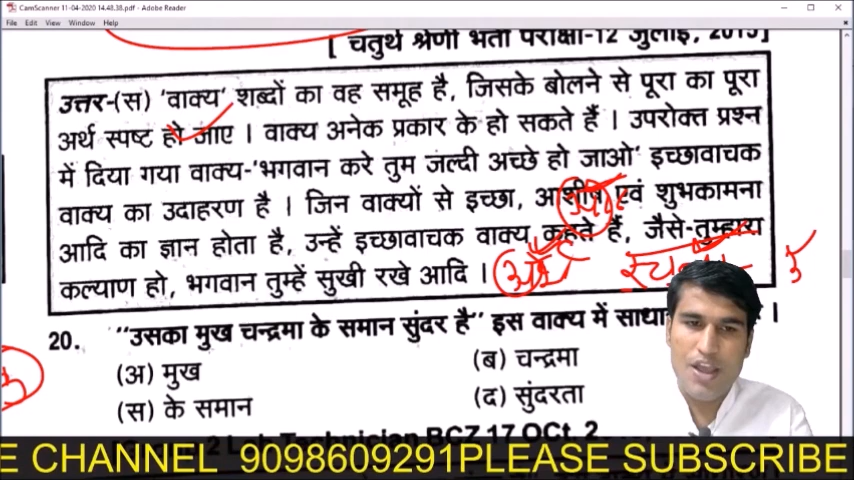 CamScanner 11-04-2020 14.48.38.pdf - Adobe Reader
File Edit View Window Help
[ चतुर्थ श्रेणी भर्ती परीक्षा-12 जुलाई, 2015]
उत्तर-(स) 'वाक्य' शब्दों का वह समूह है, जिसके बोलने से पूरा का पूरा
अर्थ स्पष्ट हो जाए । वाक्य अनेक प्रकार के हो सकते हैं । उपरोक्त प्रश्न
में दिया गया वाक्य-'भगवान करे तुम जल्दी अच्छे हो जाओ' इच्छावाचक
वाक्य का उदाहरण है । जिन वाक्यों से इच्छा, आशीष एवं शुभकामना
आदि का ज्ञान होता है, उन्हें इच्छावाचक वाक्य कहते हैं, जैसे-तुम्हारा
कल्याण हो, भगवान तुम्हें सुखी रखे आदि ।
20. "उसका मुख चन्द्रमा के समान सुंदर है" इस वाक्य में
(अ) मुख (ब) चन्द्रमा
(स) के समान (द) सुंदरता
E CHANNEL 9098609291PLEASE SUBSCRIBE